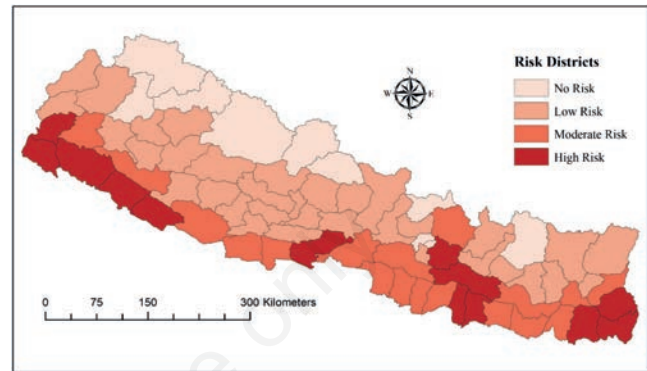 Risk Districts
No Risk
Low Risk
Moderate Risk
High Risk
N
W E
S
0 75 150 300 Kilometers